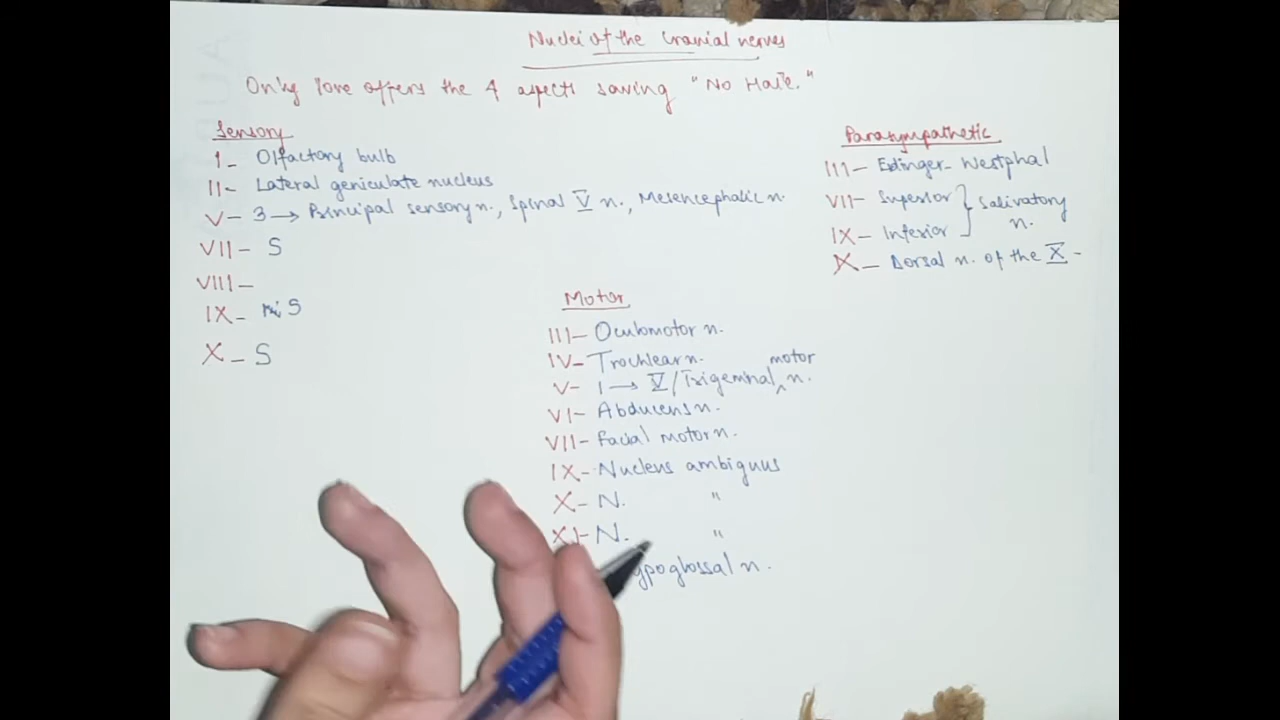 Nuclei of the cranial nerves
Only love offers the 4 aspects saving "No Hate."
Sensory
I- Olfactory bulb
II- Lateral geniculate nucleus
V- 3 → Principal sensory n., Spinal V n., Mesencephalic n.
VII- S
VIII-
IX- S
X- S
Parasympathetic
III- Edinger-Westphal
VII- Superior } Salivatory
IX- Inferior } n.
X- Dorsal n. of the X -
Motor
III- Oculomotor n.
IV- Trochlear n.
V- 1 → V/Trigeminal motor n.
VI- Abducens n.
VII- Facial motor n.
IX- Nucleus ambiguus
X- N. "
XI- N. "
ypoglossal n.